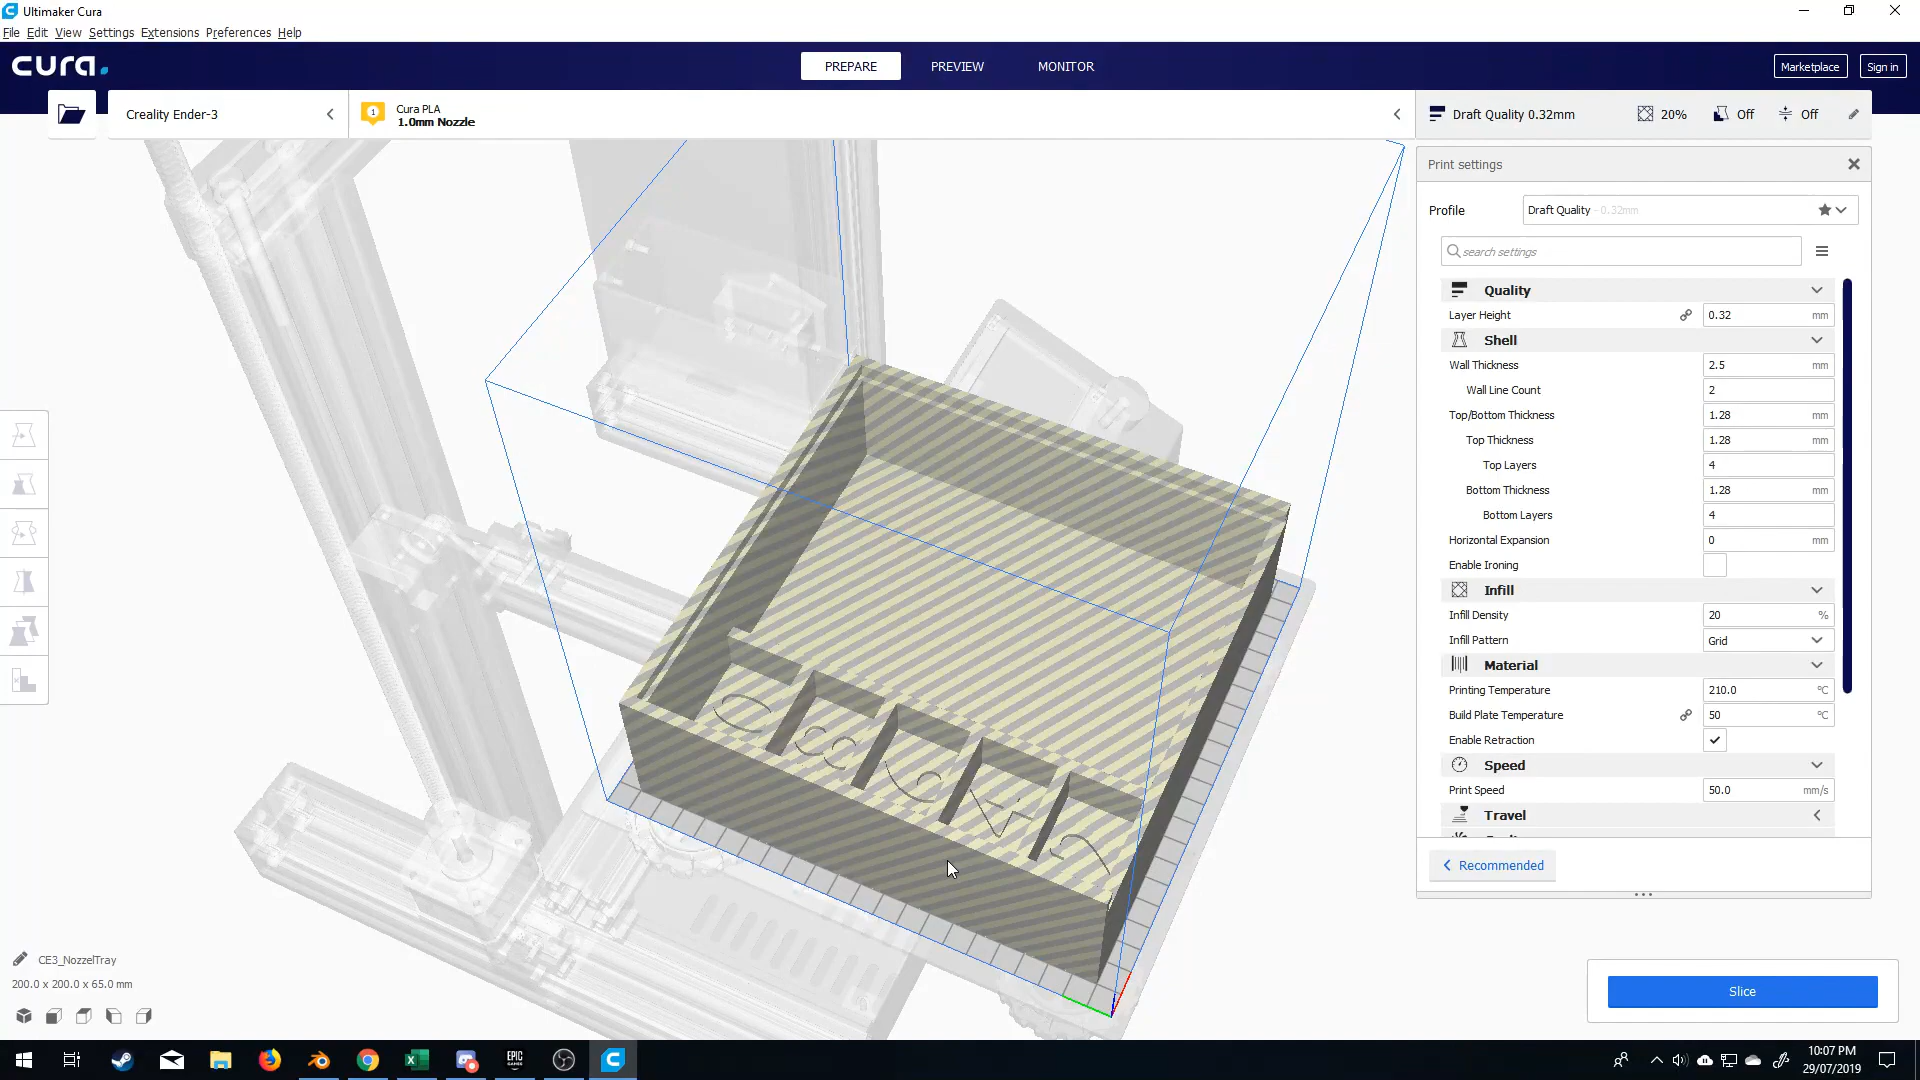 Ultimaker Cura
File Edit View Settings Extensions Preferences Help
cura.
PREPARE PREVIEW MONITOR
Marketplace Sign in
Creality Ender-3
1
Cura PLA
1.0mm Nozzle
Draft Quality 0.32mm 20% Off Off
Print settings
Profile Draft Quality - 0.32mm
search settings
Quality
Layer Height 0.32 mm
Shell
Wall Thickness 2.5 mm
Wall Line Count 2
Top/Bottom Thickness 1.28 mm
Top Thickness 1.28 mm
Top Layers 4
Bottom Thickness 1.28 mm
Bottom Layers 4
Horizontal Expansion 0 mm
Enable Ironing
Infill
Infill Density 20 %
Infill Pattern Grid
Material
Printing Temperature 210.0 °C
Build Plate Temperature 50 °C
Enable Retraction
Speed
Print Speed 50.0 mm/s
Travel
Recommended
CE3_NozzelTray
200.0 x 200.0 x 65.0 mm
Slice
EPIC
GAMES
10:07 PM
29/07/2019